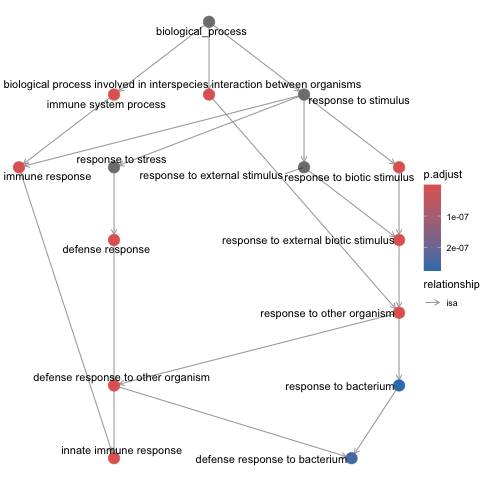 biological_process
biological process involved in interspecies interaction between organisms
immune system process
response to stimulus
response to stress
immune response
response to external stimulus
response to biotic stimulus
p.adjust
1e-07
2e-07
defense response
response to external biotic stimulus
relationship
isa
response to other organism
defense response to other organism
response to bacterium
innate immune response
defense response to bacterium